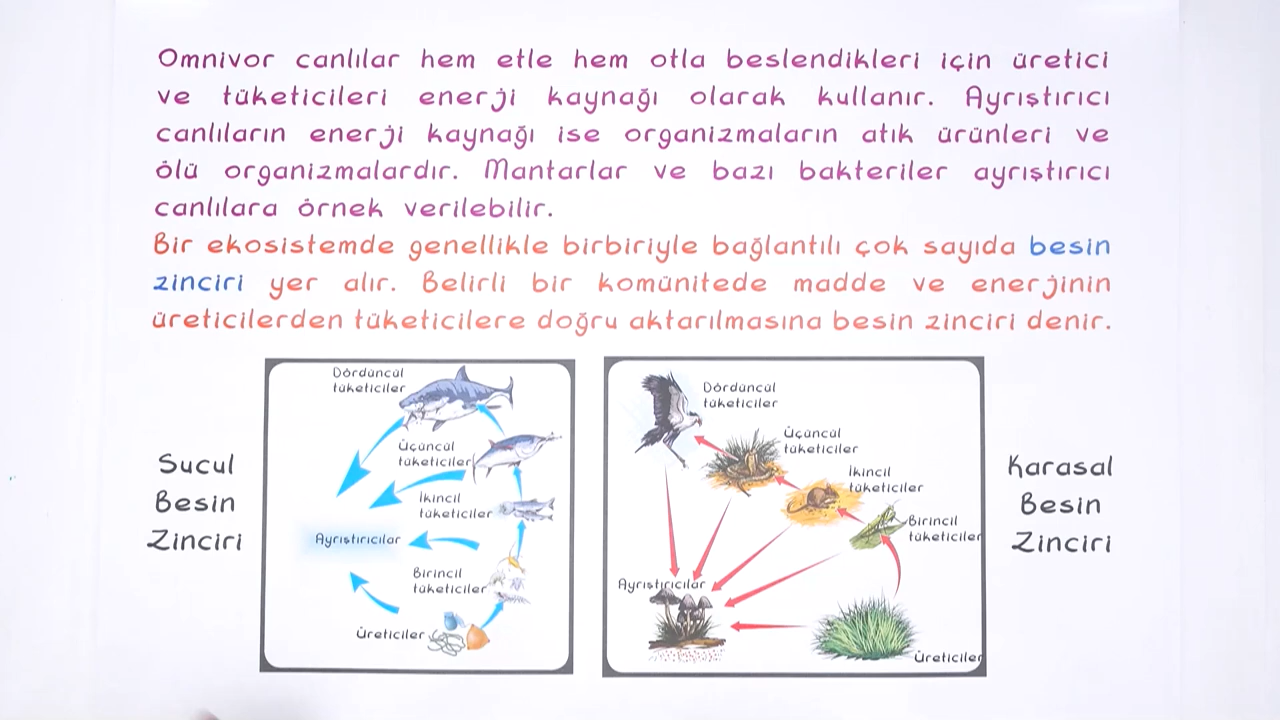 Omnivor canlılar hem etle hem otla beslendikleri için üretici
ve tüketicileri enerji kaynağı olarak kullanır. Ayrıştırıcı
canlıların enerji kaynağı ise organizmaların atık ürünleri ve
ölü organizmalardır. Mantarlar ve bazı bakteriler ayrıştırıcı
canlılara örnek verilebilir.
Bir ekosistemde genellikle birbiriyle bağlantılı çok sayıda besin
zinciri yer alır. Belirli bir komünitede madde ve enerjinin
üreticilerden tüketicilere doğru aktarılmasına besin zinciri denir.
Sucul
Besin
Zinciri
Dördüncül
tüketiciler
Üçüncül
tüketiciler
İkincil
tüketiciler
Ayrıştırıcılar
Birincil
tüketiciler
Üreticiler
Dördüncül
tüketiciler
Üçüncül
tüketiciler
İkincil
tüketiciler
Birincil
tüketiciler
Ayrıştırıcılar
Üreticiler
Karasal
Besin
Zinciri